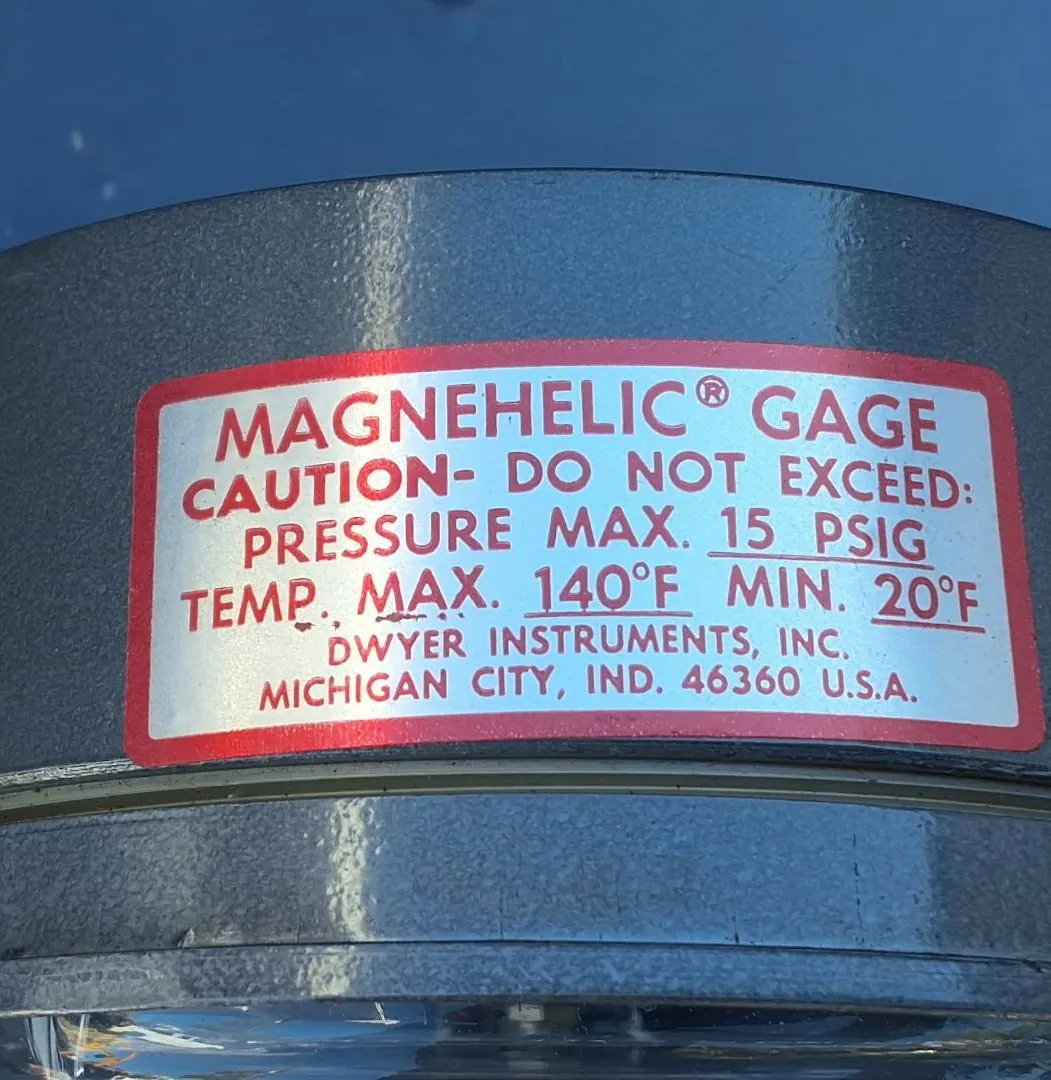 MAGNEHELIC® GAGE
CAUTION- DO NOT EXCEED:
PRESSURE MAX. 15 PSIG
TEMP. MAX. 140°F MIN. 20°F
DWYER INSTRUMENTS, INC.
MICHIGAN CITY, IND. 46360 U.S.A.